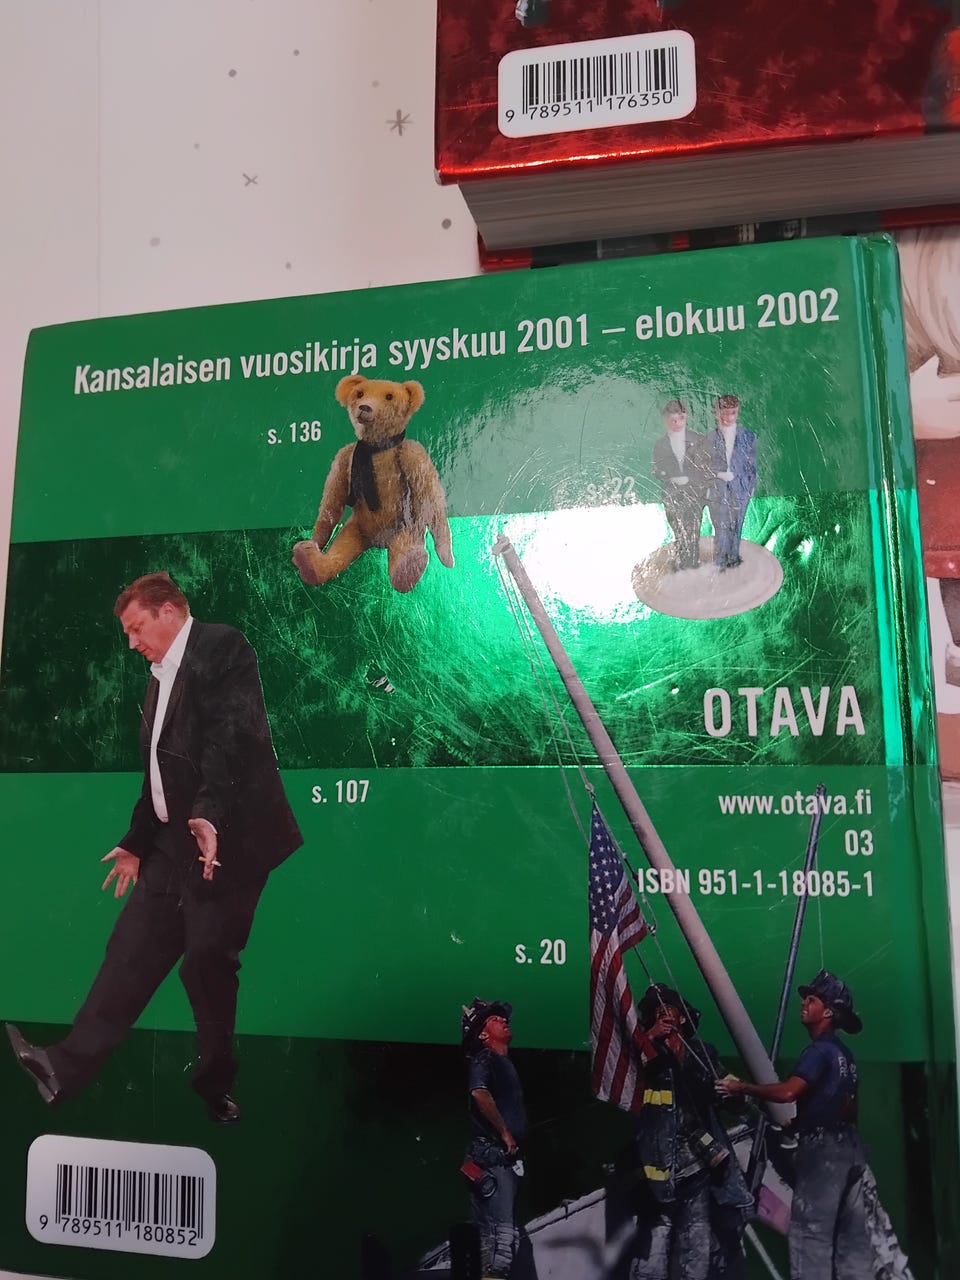 9 789511 176350
Kansalaisen vuosikirja syyskuu 2001 – elokuu 2002
s. 136
s. 22
OTAVA
s. 107
www.otava.fi
03
ISBN 951-1-18085-1
s. 20
9 789511 180852